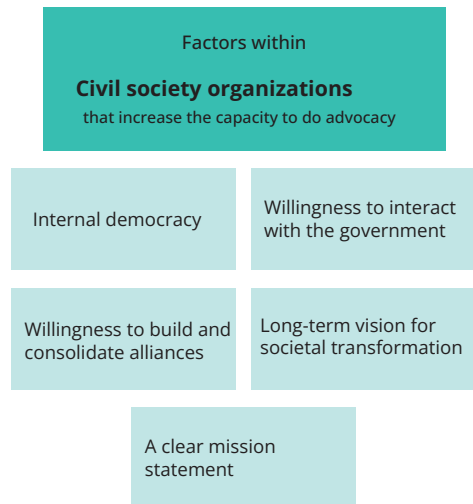 Factors within
Civil society organizations
that increase the capacity to do advocacy
Internal democracy
Willingness to interact
with the government
Willingness to build and
consolidate alliances
Long-term vision for
societal transformation
A clear mission
statement